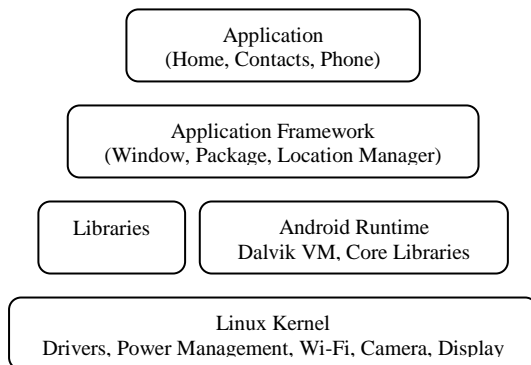 Application
(Home, Contacts, Phone)
Application Framework
(Window, Package, Location Manager)
Libraries
Android Runtime
Dalvik VM, Core Libraries
Linux Kernel
Drivers, Power Management, Wi-Fi, Camera, Display